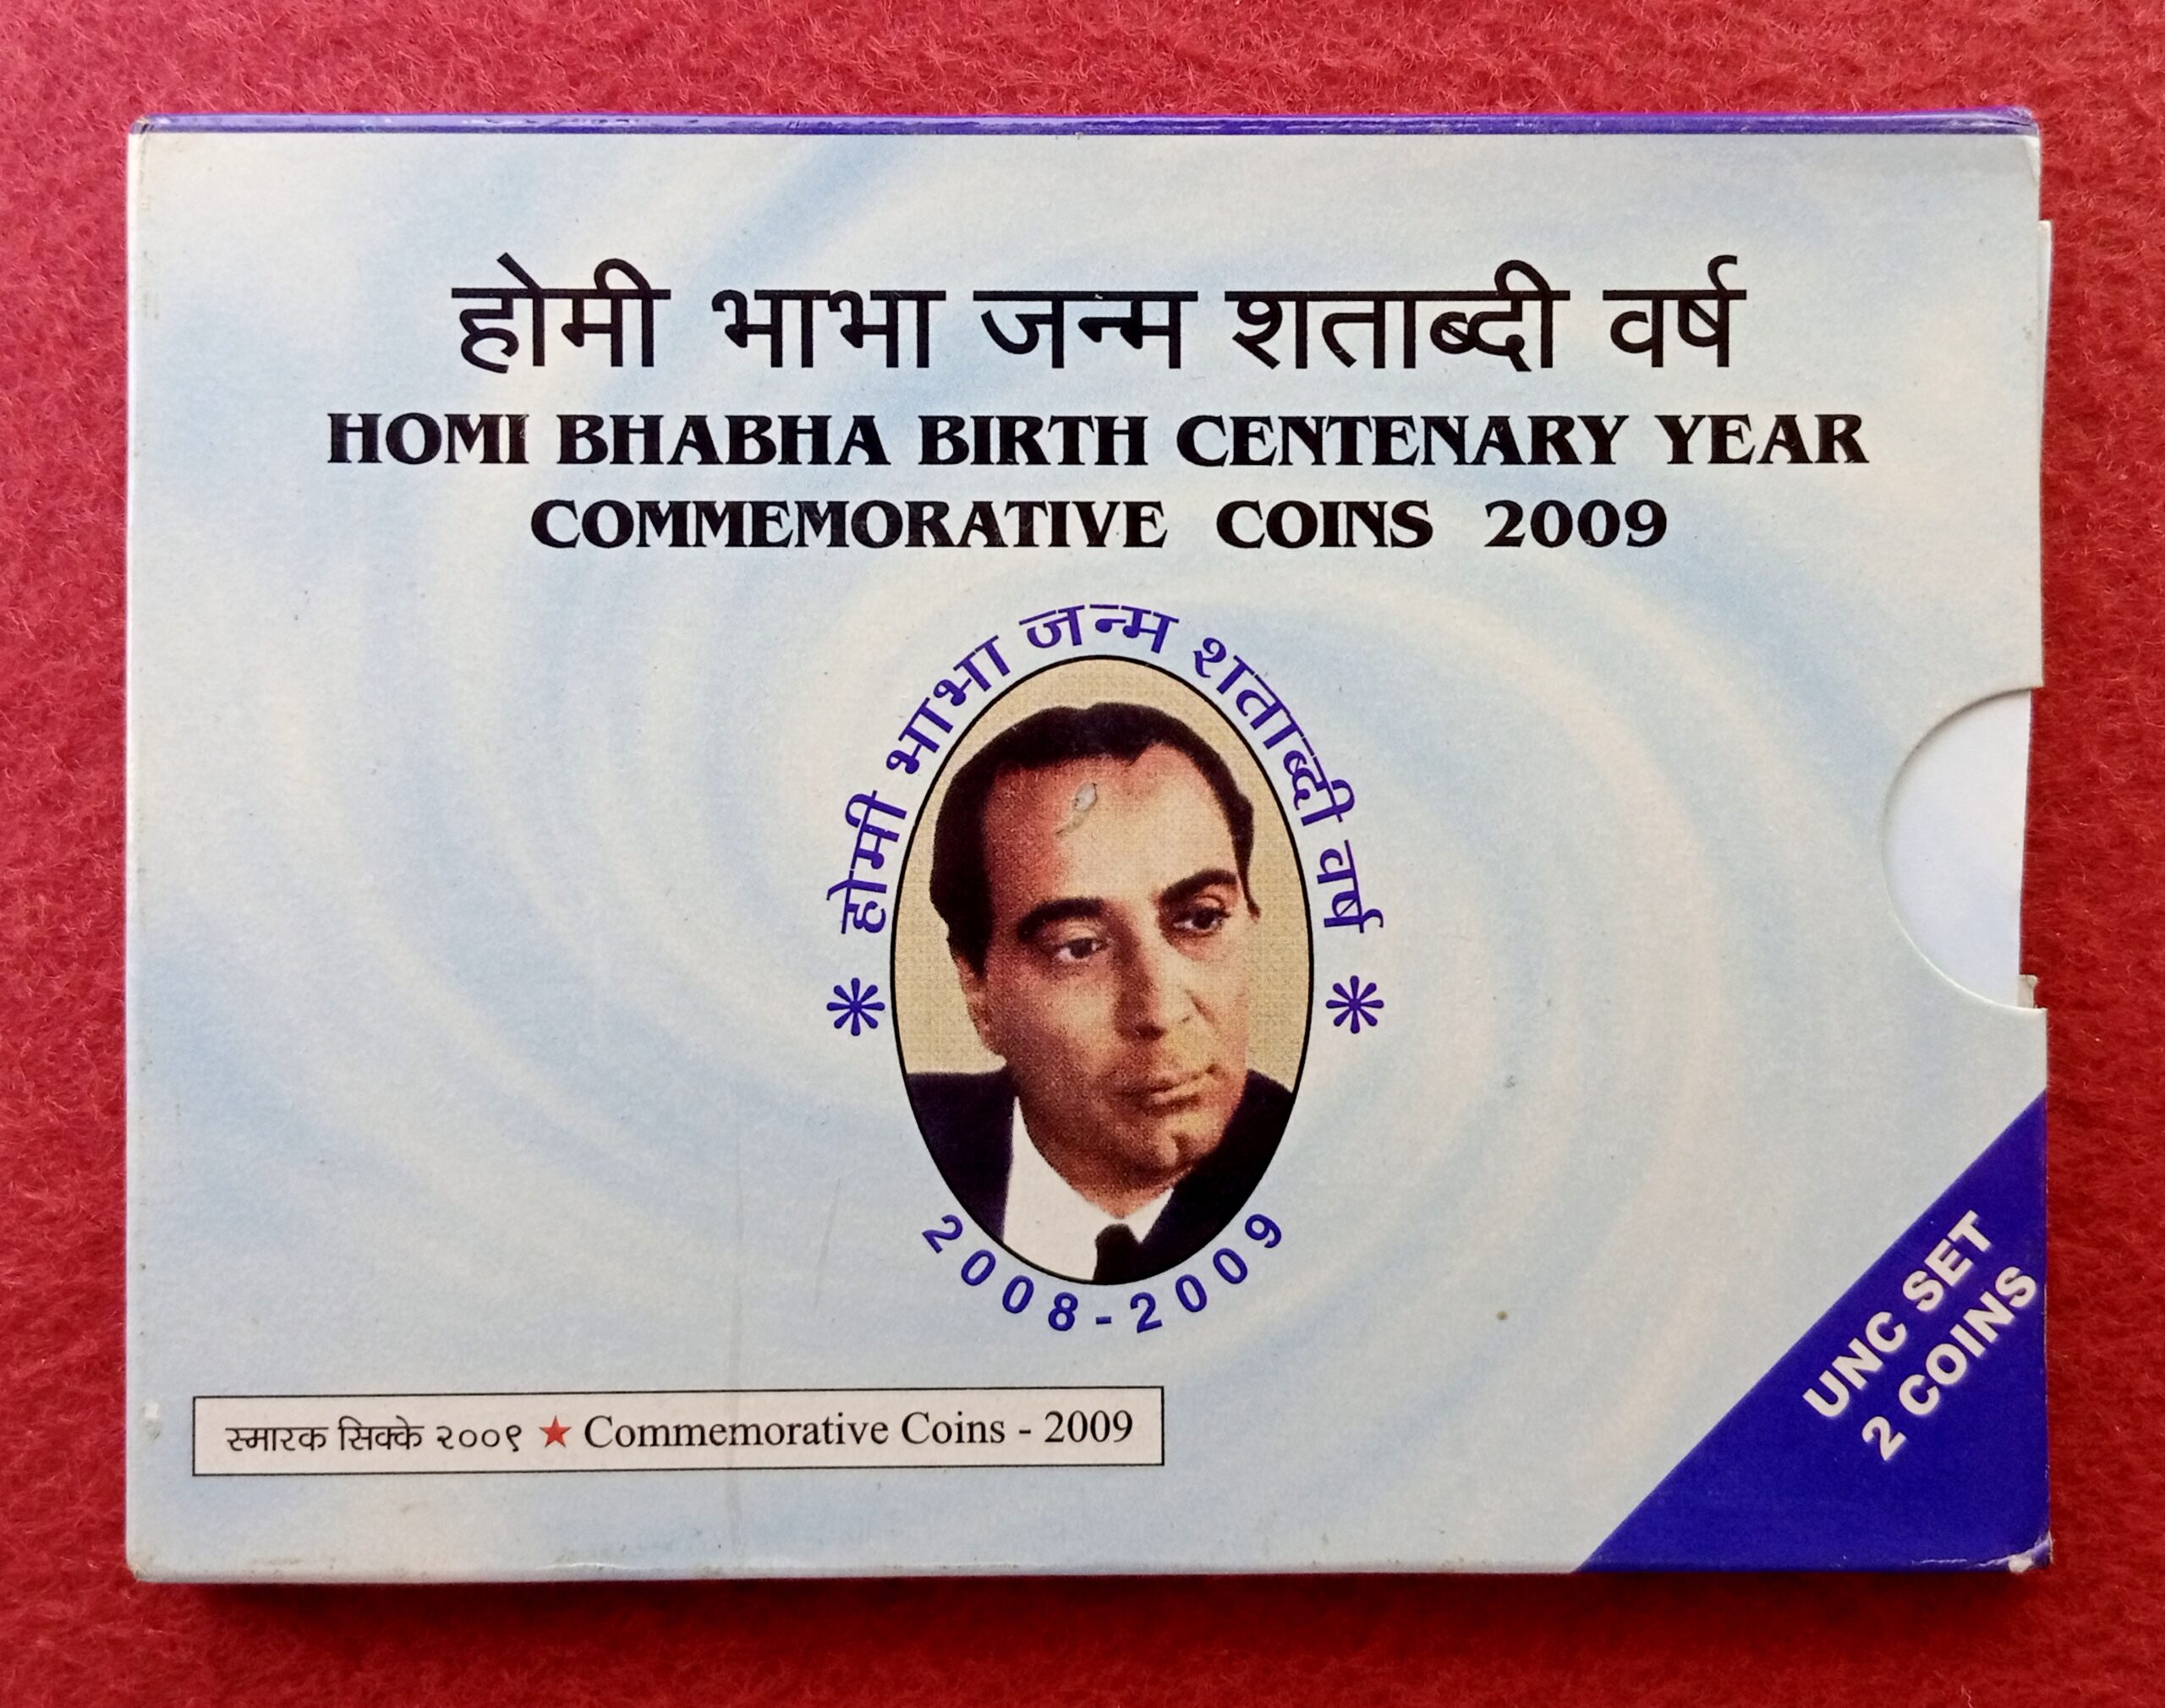 होमी भाभा जन्म शताब्दी वर्ष
HOMI BHABHA BIRTH CENTENARY YEAR
COMMEMORATIVE COINS 2009
होमी भाभा जन्म शताब्दी वर्ष
2008-2009
स्मारक सिक्के २००९ ★ Commemorative Coins - 2009
UNC SET
2 COINS